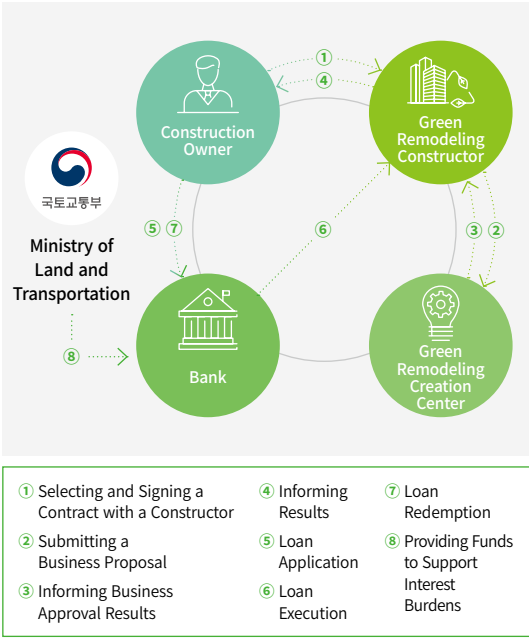 ①
④
Construction
Owner
Green
Remodeling
Constructor
국토교통부
Ministry of
Land and
Transportation
⑤ ⑦
⑥
③ ②
⑧
Bank
Green
Remodeling
Creation
Center
① Selecting and Signing a
Contract with a Constructor
② Submitting a
Business Proposal
③ Informing Business
Approval Results
④ Informing
Results
⑤ Loan
Application
⑥ Loan
Execution
⑦ Loan
Redemption
⑧ Providing Funds
to Support
Interest
Burdens